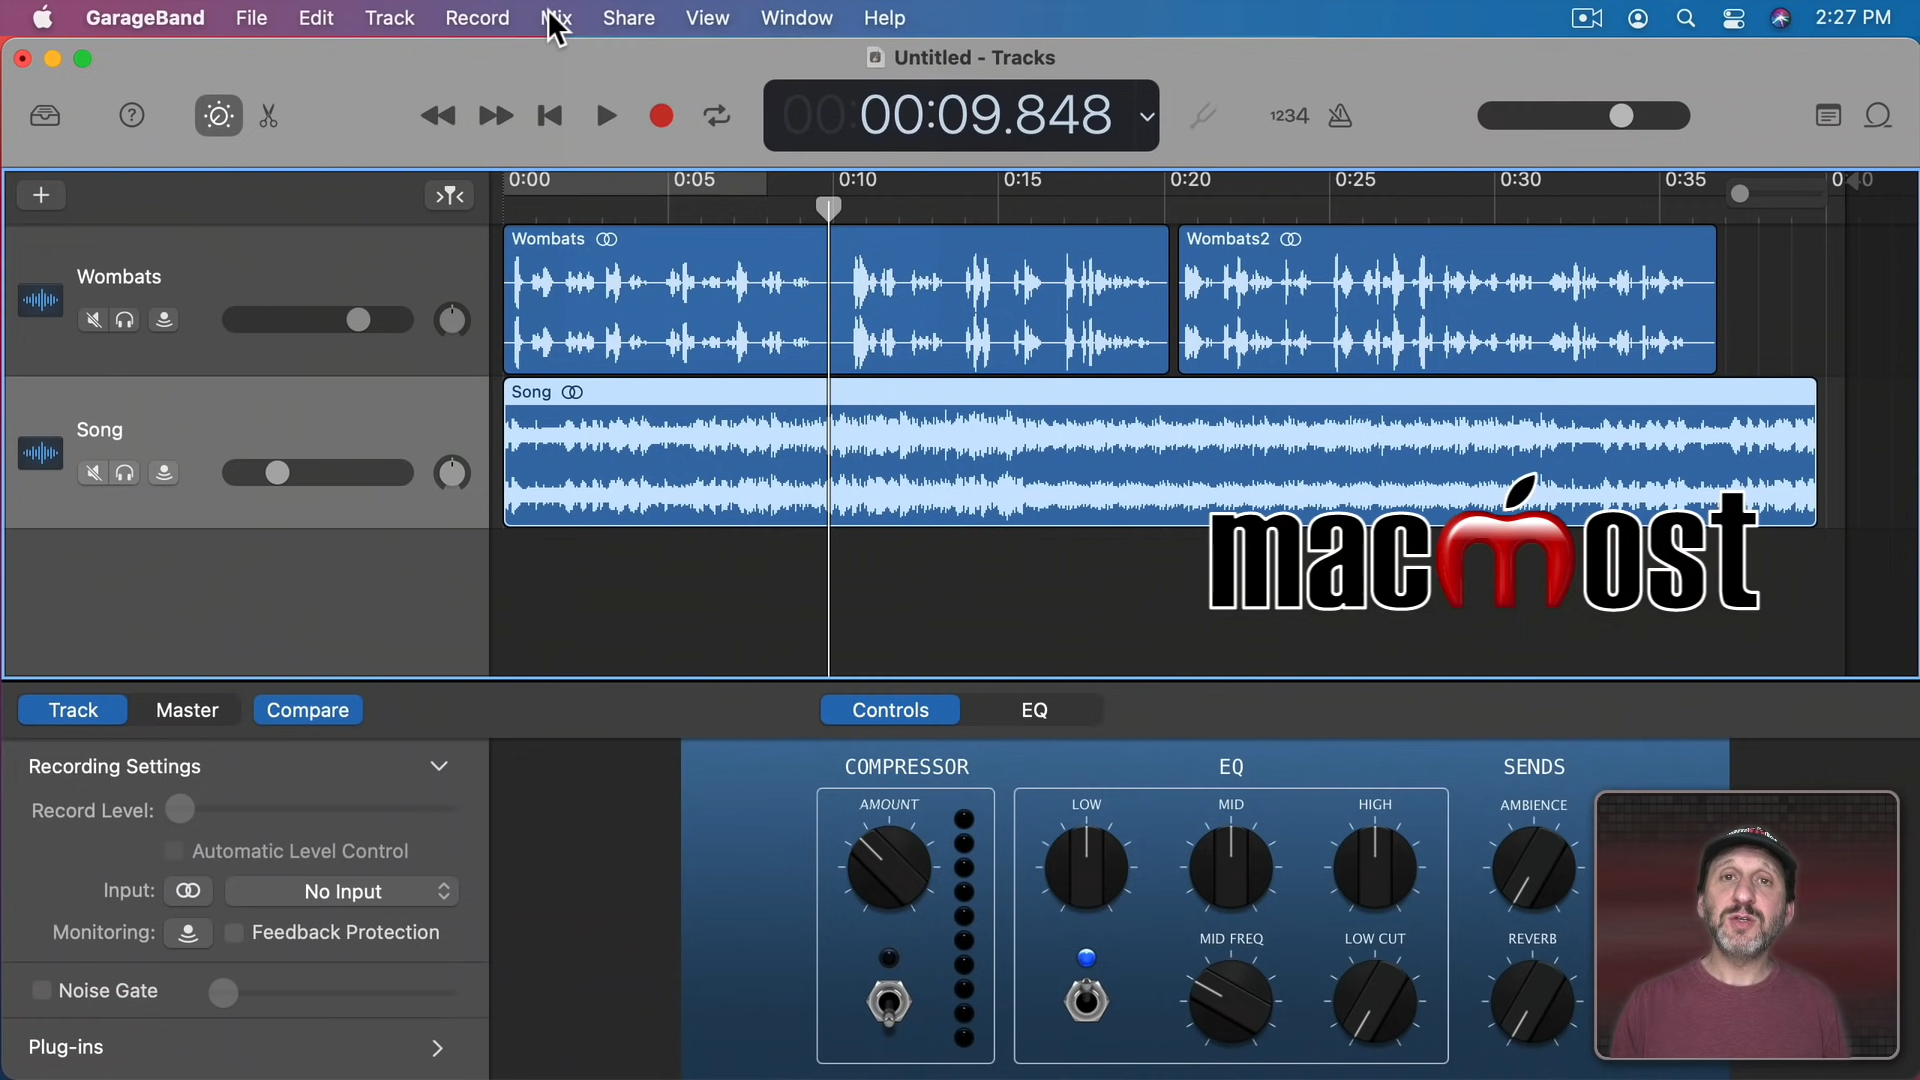 GarageBand File Edit Track Record Mix Share View Window Help 2:27 PM
Untitled - Tracks
00:00:09.848
1234
0:00 0:05 0:10 0:15 0:20 0:25 0:30 0:35 0:40
Wombats
Wombats2
Wombats
Song
Song
macmost
Track Master Compare Controls EQ
Recording Settings
Record Level:
Automatic Level Control
Input: No Input
Monitoring: Feedback Protection
Noise Gate
Plug-ins
COMPRESSOR EQ SENDS
AMOUNT LOW MID HIGH AMBIENCE
MID FREQ LOW CUT REVERB